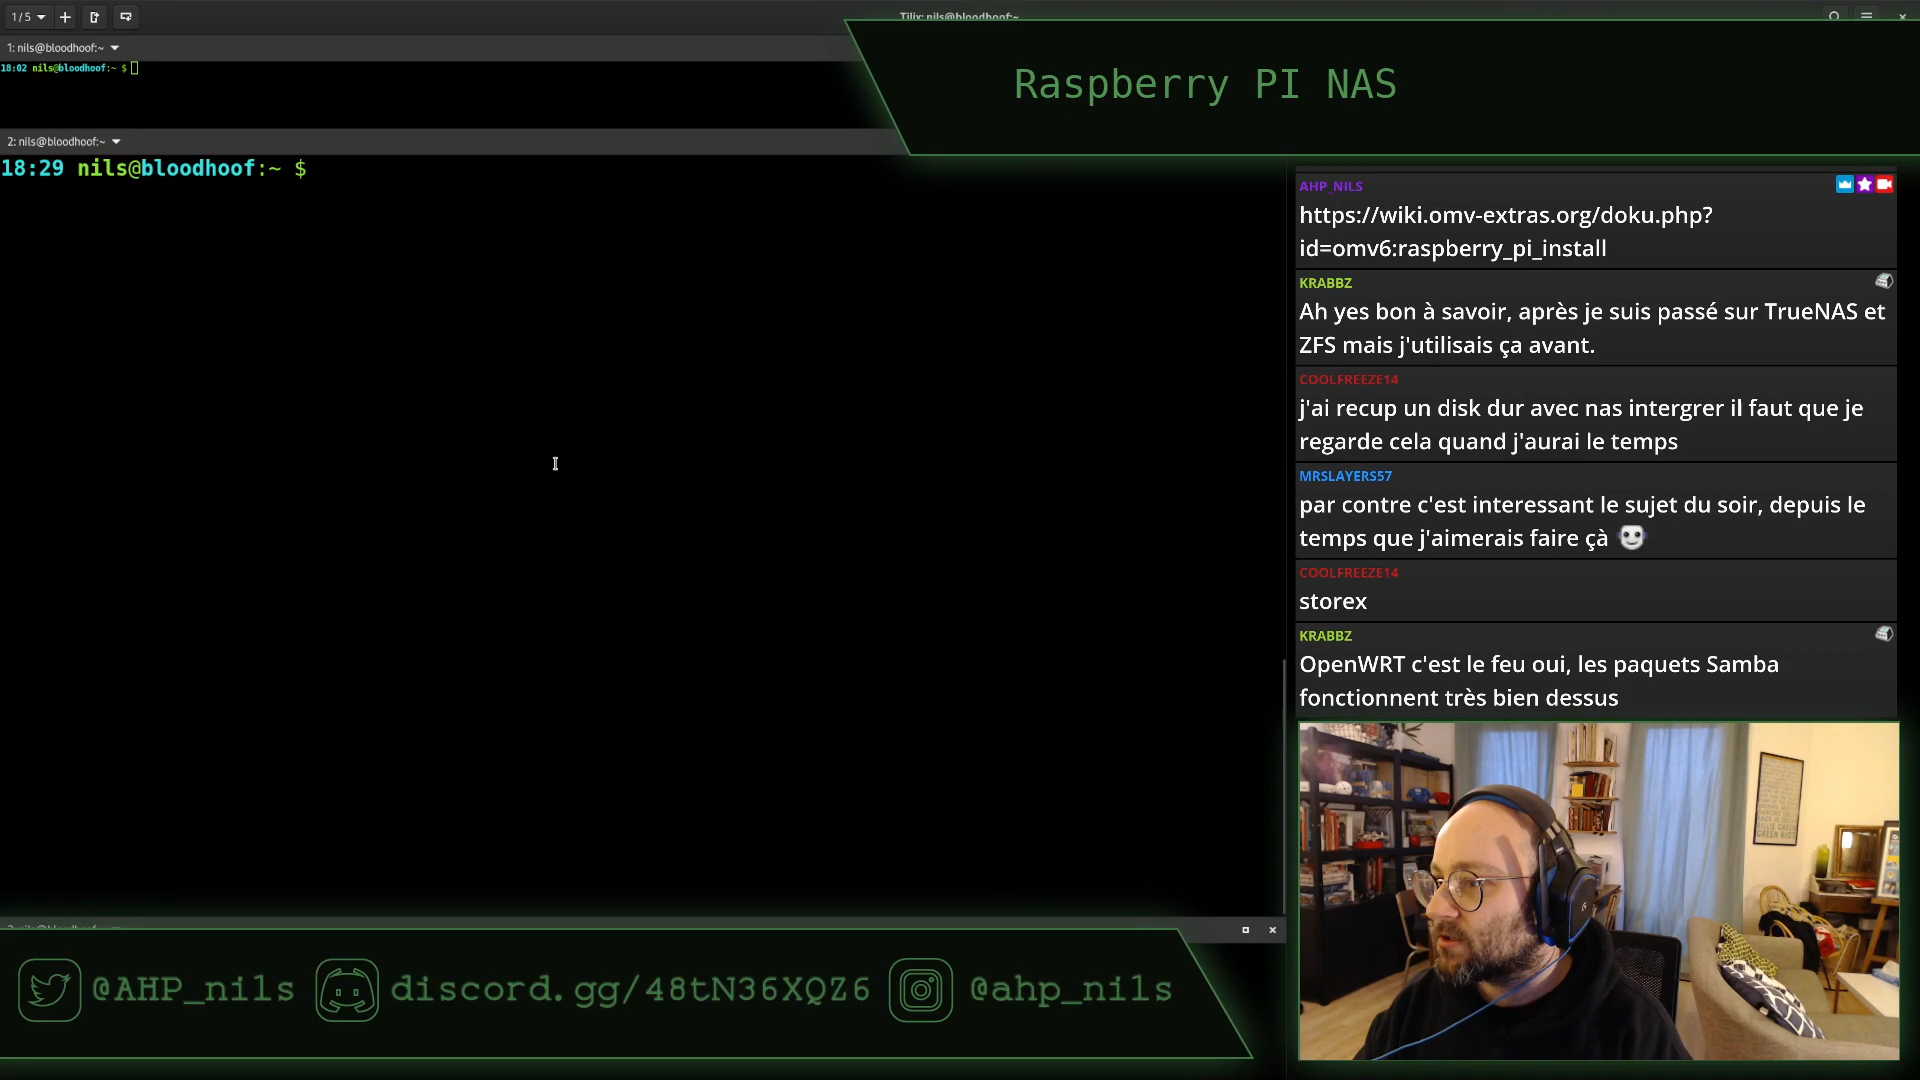 1/5
Tilix: nils@bloodhoof:~
1: nils@bloodhoof:~
18:02 nils@bloodhoof:~ $
Raspberry PI NAS
2: nils@bloodhoof:~
18:29 nils@bloodhoof:~ $
AHP_NILS
https://wiki.omv-extras.org/doku.php?
id=omv6:raspberry_pi_install
KRABBZ
Ah yes bon à savoir, après je suis passé sur TrueNAS et
ZFS mais j'utilisais ça avant.
COOLFREEZE14
j'ai recup un disk dur avec nas intergrer il faut que je
regarde cela quand j'aurai le temps
MRSLAYERS57
par contre c'est interessant le sujet du soir, depuis le
temps que j'aimerais faire çà
COOLFREEZE14
storex
KRABBZ
OpenWRT c'est le feu oui, les paquets Samba
fonctionnent très bien dessus
@AHP_nils
discord.gg/48tN36XQZ6
@ahp_nils